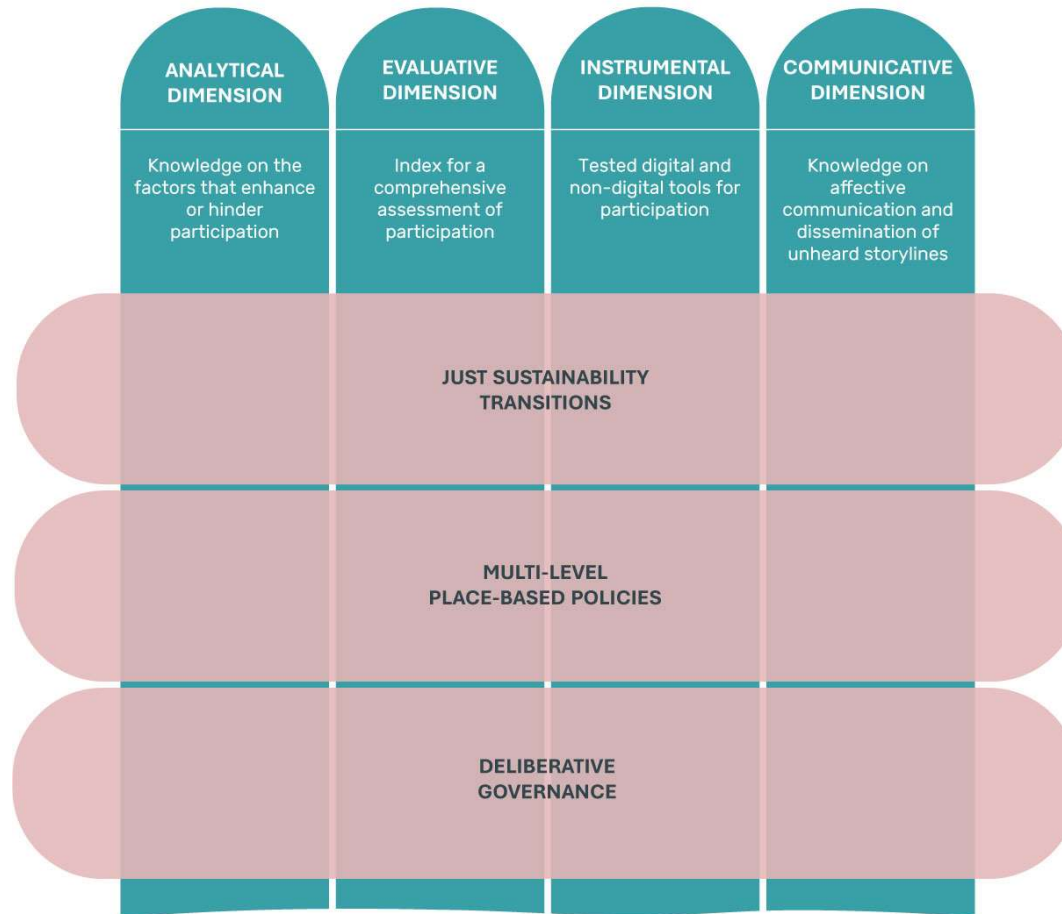 ANALYTICAL
DIMENSION
EVALUATIVE
DIMENSION
INSTRUMENTAL
DIMENSION
COMMUNICATIVE
DIMENSION
Knowledge on the
factors that enhance
or hinder
participation
Index for a
comprehensive
assessment of
participation
Tested digital and
non-digital tools for
participation
Knowledge on
affective
communication and
dissemination of
unheard storylines
JUST SUSTAINABILITY
TRANSITIONS
MULTI-LEVEL
PLACE-BASED POLICIES
DELIBERATIVE
GOVERNANCE